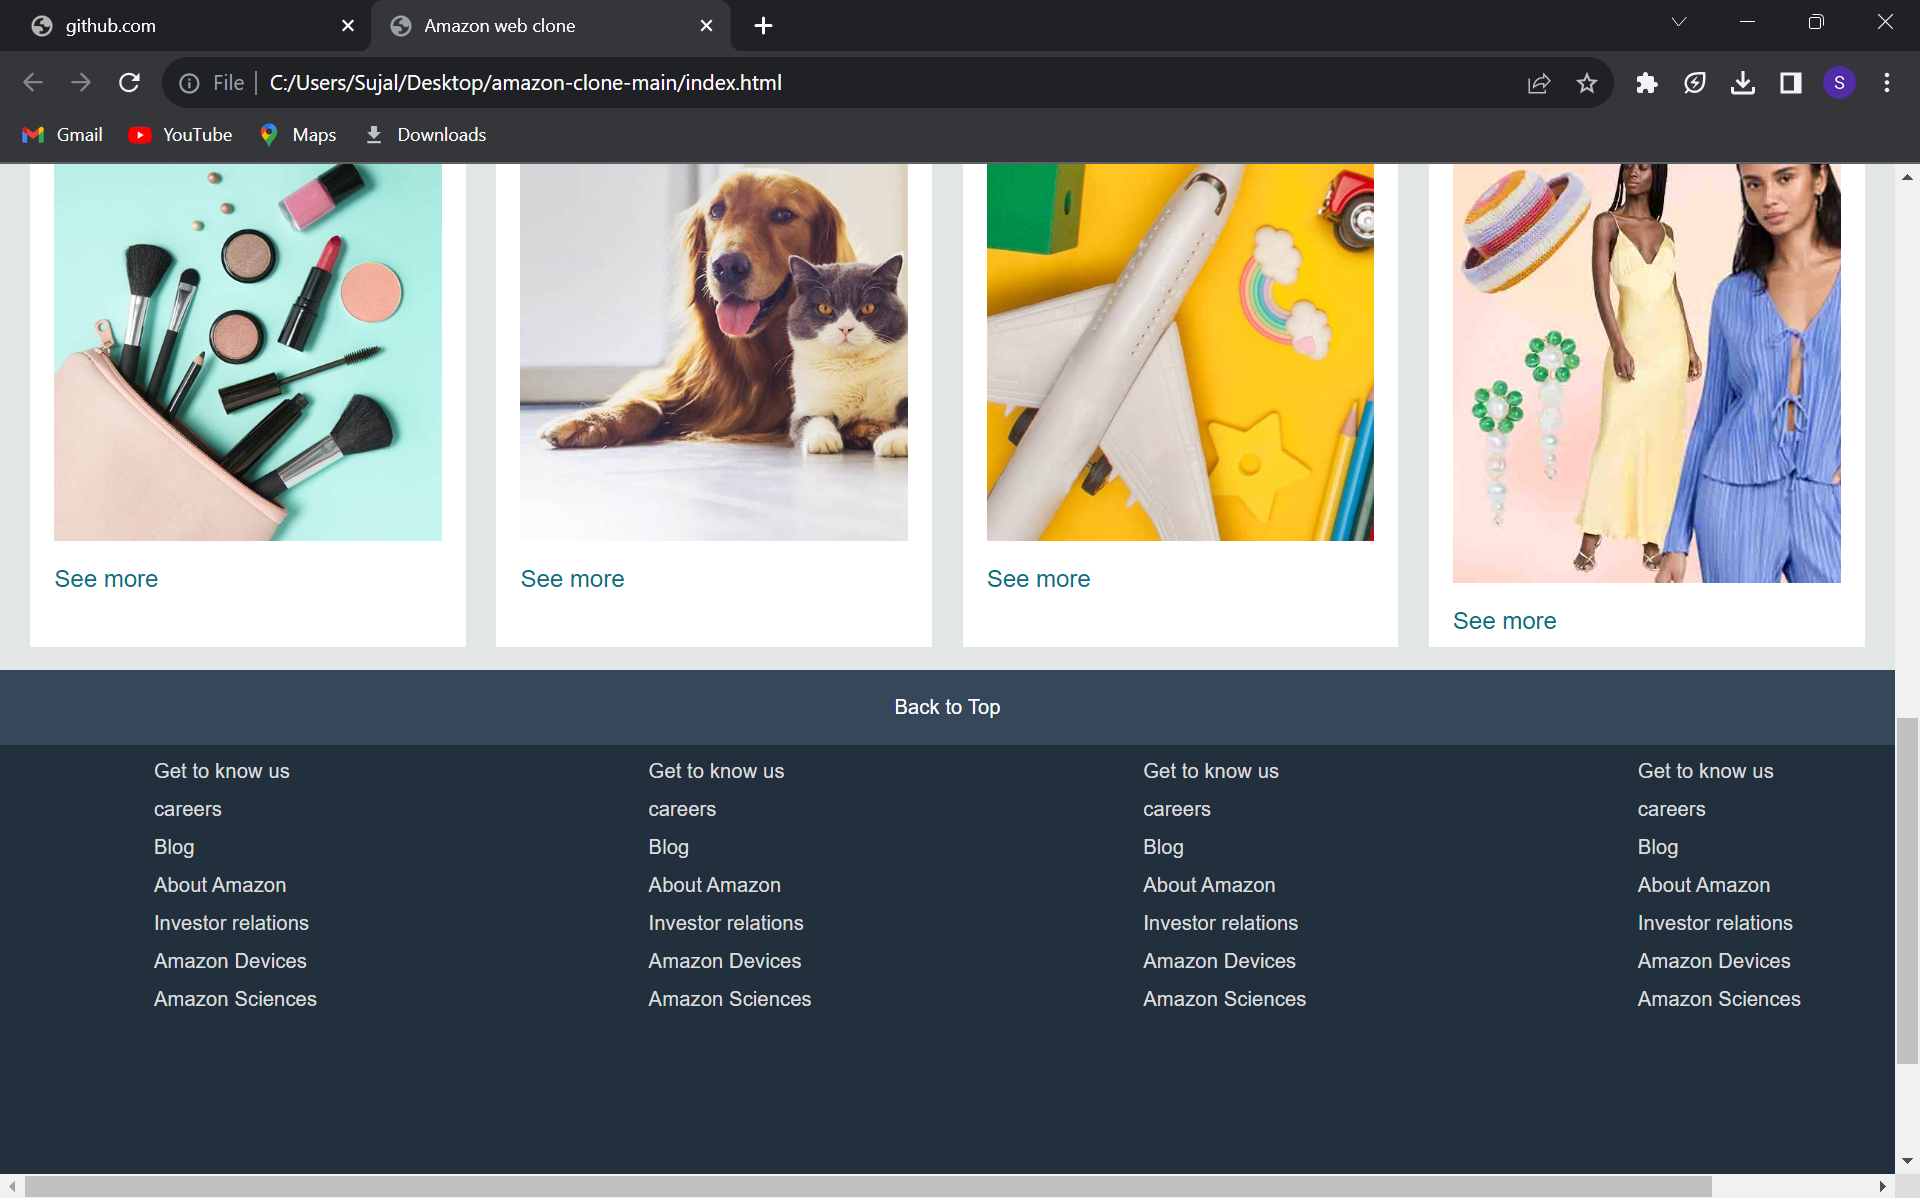 github.com
Amazon web clone
File
C:/Users/Sujal/Desktop/amazon-clone-main/index.html
S
Gmail
YouTube
Maps
Downloads
See more
See more
See more
See more
Back to Top
Get to know us
careers
Blog
About Amazon
Investor relations
Amazon Devices
Amazon Sciences
Get to know us
careers
Blog
About Amazon
Investor relations
Amazon Devices
Amazon Sciences
Get to know us
careers
Blog
About Amazon
Investor relations
Amazon Devices
Amazon Sciences
Get to know us
careers
Blog
About Amazon
Investor relations
Amazon Devices
Amazon Sciences